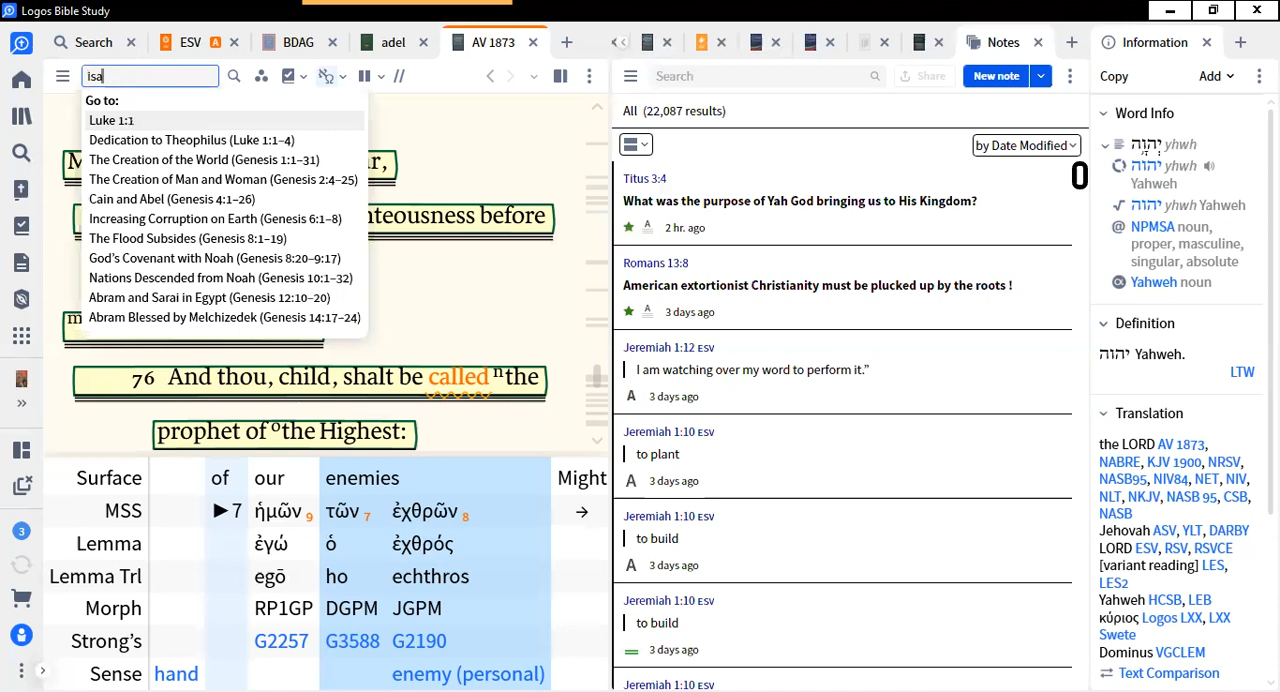 Logos Bible Study
Search
ESV
A
BDAG
adel
AV 1873
Notes
Information
isa
Search
Share
New note
Copy
Add
Go to:
Luke 1:1
Dedication to Theophilus (Luke 1:1–4)
The Creation of the World (Genesis 1:1–31)
The Creation of Man and Woman (Genesis 2:4–25)
Cain and Abel (Genesis 4:1–26)
Increasing Corruption on Earth (Genesis 6:1–8)
The Flood Subsides (Genesis 8:1–19)
God’s Covenant with Noah (Genesis 8:20–9:17)
Nations Descended from Noah (Genesis 10:1–32)
Abram and Sarai in Egypt (Genesis 12:10–20)
Abram Blessed by Melchizedek (Genesis 14:17–24)
teousness before
76 And thou, child, shalt be called ⁿthe
prophet of ᵒthe Highest:
Surface of our enemies Might
MSS ►7 ἡμῶν 9 τῶν 7 ἐχθρῶν 8 →
Lemma ἐγώ ὁ ἐχθρός
Lemma Trl egō ho echthros
Morph RP1GP DGPM JGPM
Strong’s G2257 G3588 G2190
Sense hand enemy (personal)
3
All (22,087 results)
by Date Modified
0
Titus 3:4
What was the purpose of Yah God bringing us to His Kingdom?
A 2 hr. ago
Romans 13:8
American extortionist Christianity must be plucked up by the roots !
A 3 days ago
Jeremiah 1:12 ESV
I am watching over my word to perform it.”
A 3 days ago
Jeremiah 1:10 ESV
to plant
A 3 days ago
Jeremiah 1:10 ESV
to build
A 3 days ago
Jeremiah 1:10 ESV
to build
3 days ago
Jeremiah 1:10 ESV
Word Info
יְהוָ֤ה yhwh
יהוה yhwh
Yahweh
יהוה yhwh Yahweh
@ NPMSA noun,
proper, masculine,
singular, absolute
Yahweh noun
Definition
יהוה Yahweh.
LTW
Translation
the LORD AV 1873,
NABRE, KJV 1900, NRSV,
NASB95, NIV84, NET, NIV,
NLT, NKJV, NASB 95, CSB,
NASB
Jehovah ASV, YLT, DARBY
LORD ESV, RSV, RSVCE
[variant reading] LES,
LES2
Yahweh HCSB, LEB
κύριος Logos LXX, LXX
Swete
Dominus VGCLEM
Text Comparison